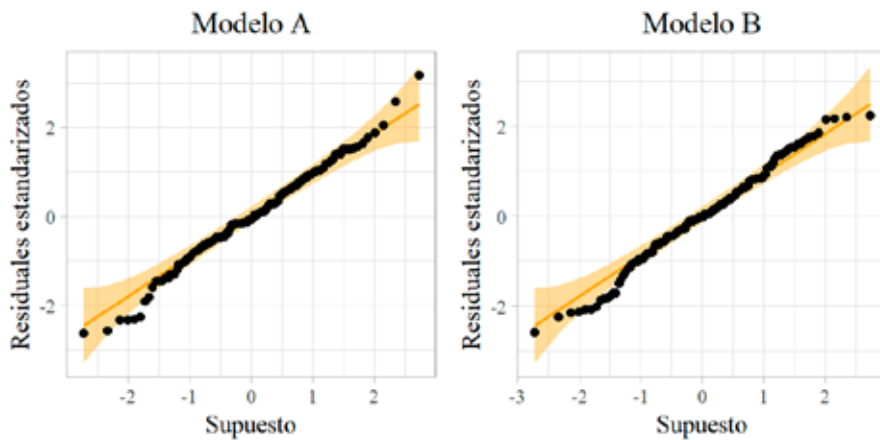 Modelo A
Residuales estandarizados
2
0
-2
-2
-1
0
1
2
Supuesto
Modelo B
Residuales estandarizados
2
0
-2
-3
-2
-1
0
1
2
Supuesto